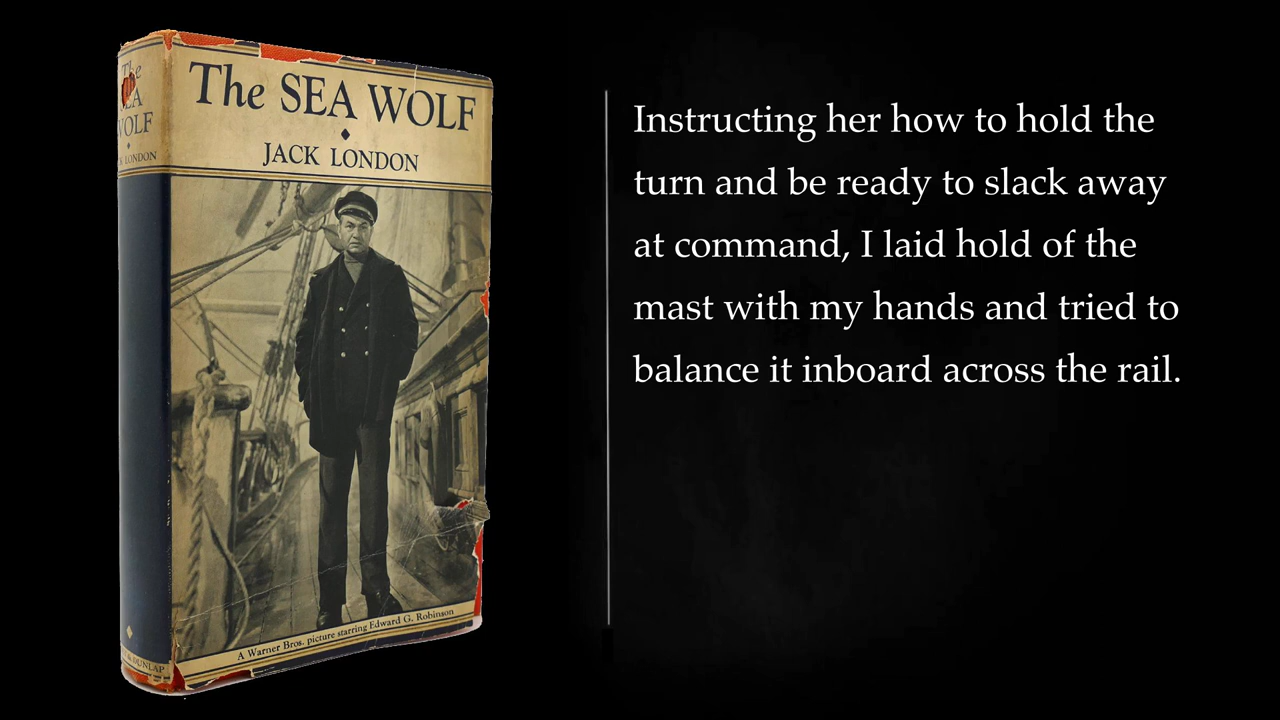 The SEA WOLF
JACK LONDON
A Warner Bros. picture starring Edward G. Robinson
The
SEA
WOLF
LONDON
DUNLAP
Instructing her how to hold the
turn and be ready to slack away
at command, I laid hold of the
mast with my hands and tried to
balance it inboard across the rail.